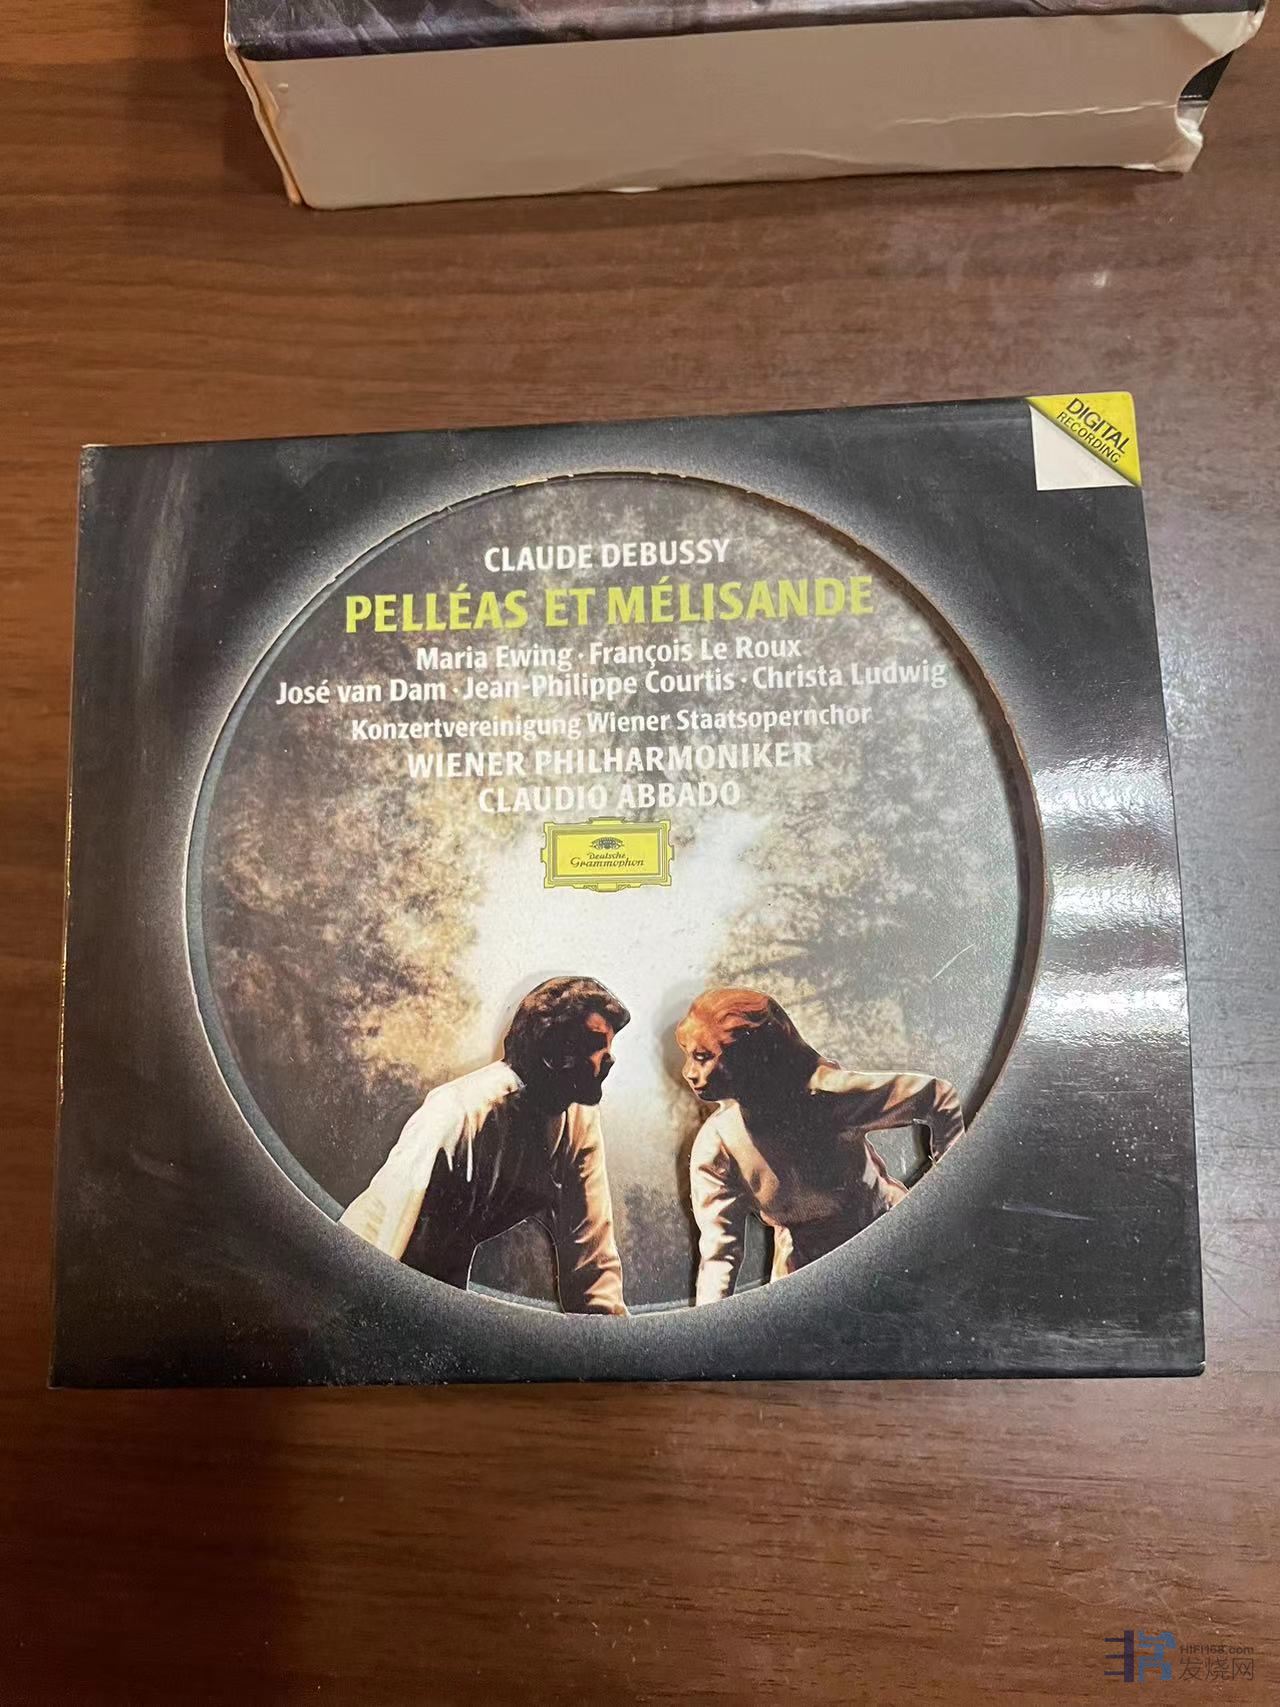 DIGITAL
RECORDING
CLAUDE DEBUSSY
PELLÉAS ET MÉLISANDE
Maria Ewing · François Le Roux
José van Dam · Jean-Philippe Courtis · Christa Ludwig
Konzertvereinigung Wiener Staatsopernchor
WIENER PHILHARMONIKER
CLAUDIO ABBADO
Deutsche
Grammophon
HIFI168.com
发烧网